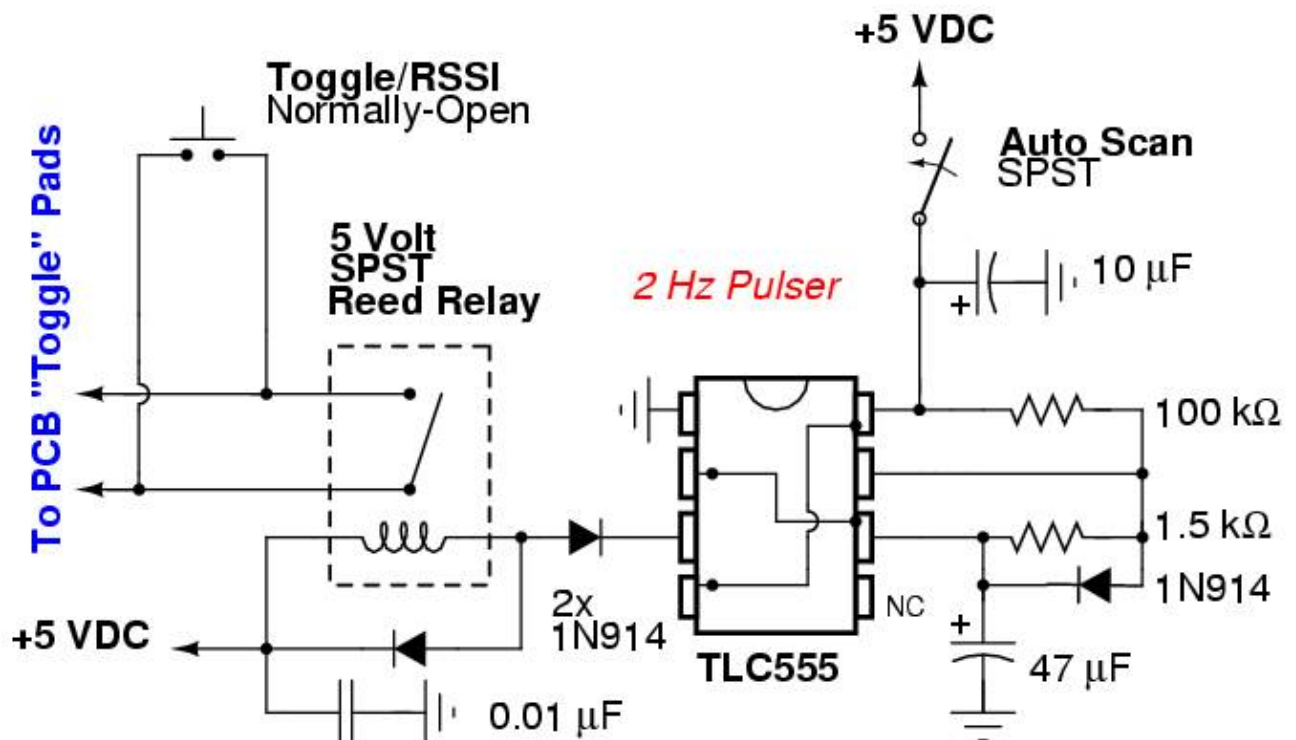 +5 VDC
Toggle/RSSI
Normally-Open
Auto Scan
SPST
To PCB "Toggle" Pads
5 Volt
SPST
Reed Relay
2 Hz Pulser
+
10 µF
100 kΩ
1.5 kΩ
1N914
NC
2x
1N914
+5 VDC
TLC555
+
47 µF
0.01 µF